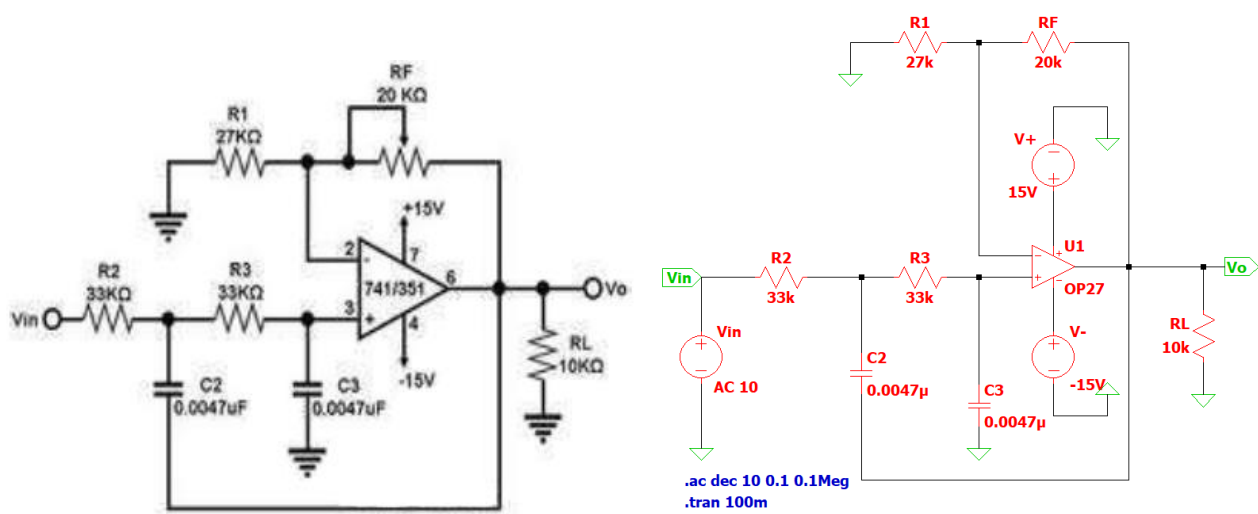 RF
20 KΩ
R1
27KΩ
+15V
2
-
7
R2
33KΩ
R3
33KΩ
741/351
6
Vo
Vin
3
+
4
-15V
RL
10KΩ
C2
0.0047uF
C3
0.0047uF
R1
27k
RF
20k
V+
15V
U1
OP27
Vin
R2
33k
R3
33k
Vo
Vin
AC 10
C2
0.0047µ
C3
0.0047µ
V-
-15V
RL
10k
.ac dec 10 0.1 0.1Meg
.tran 100m